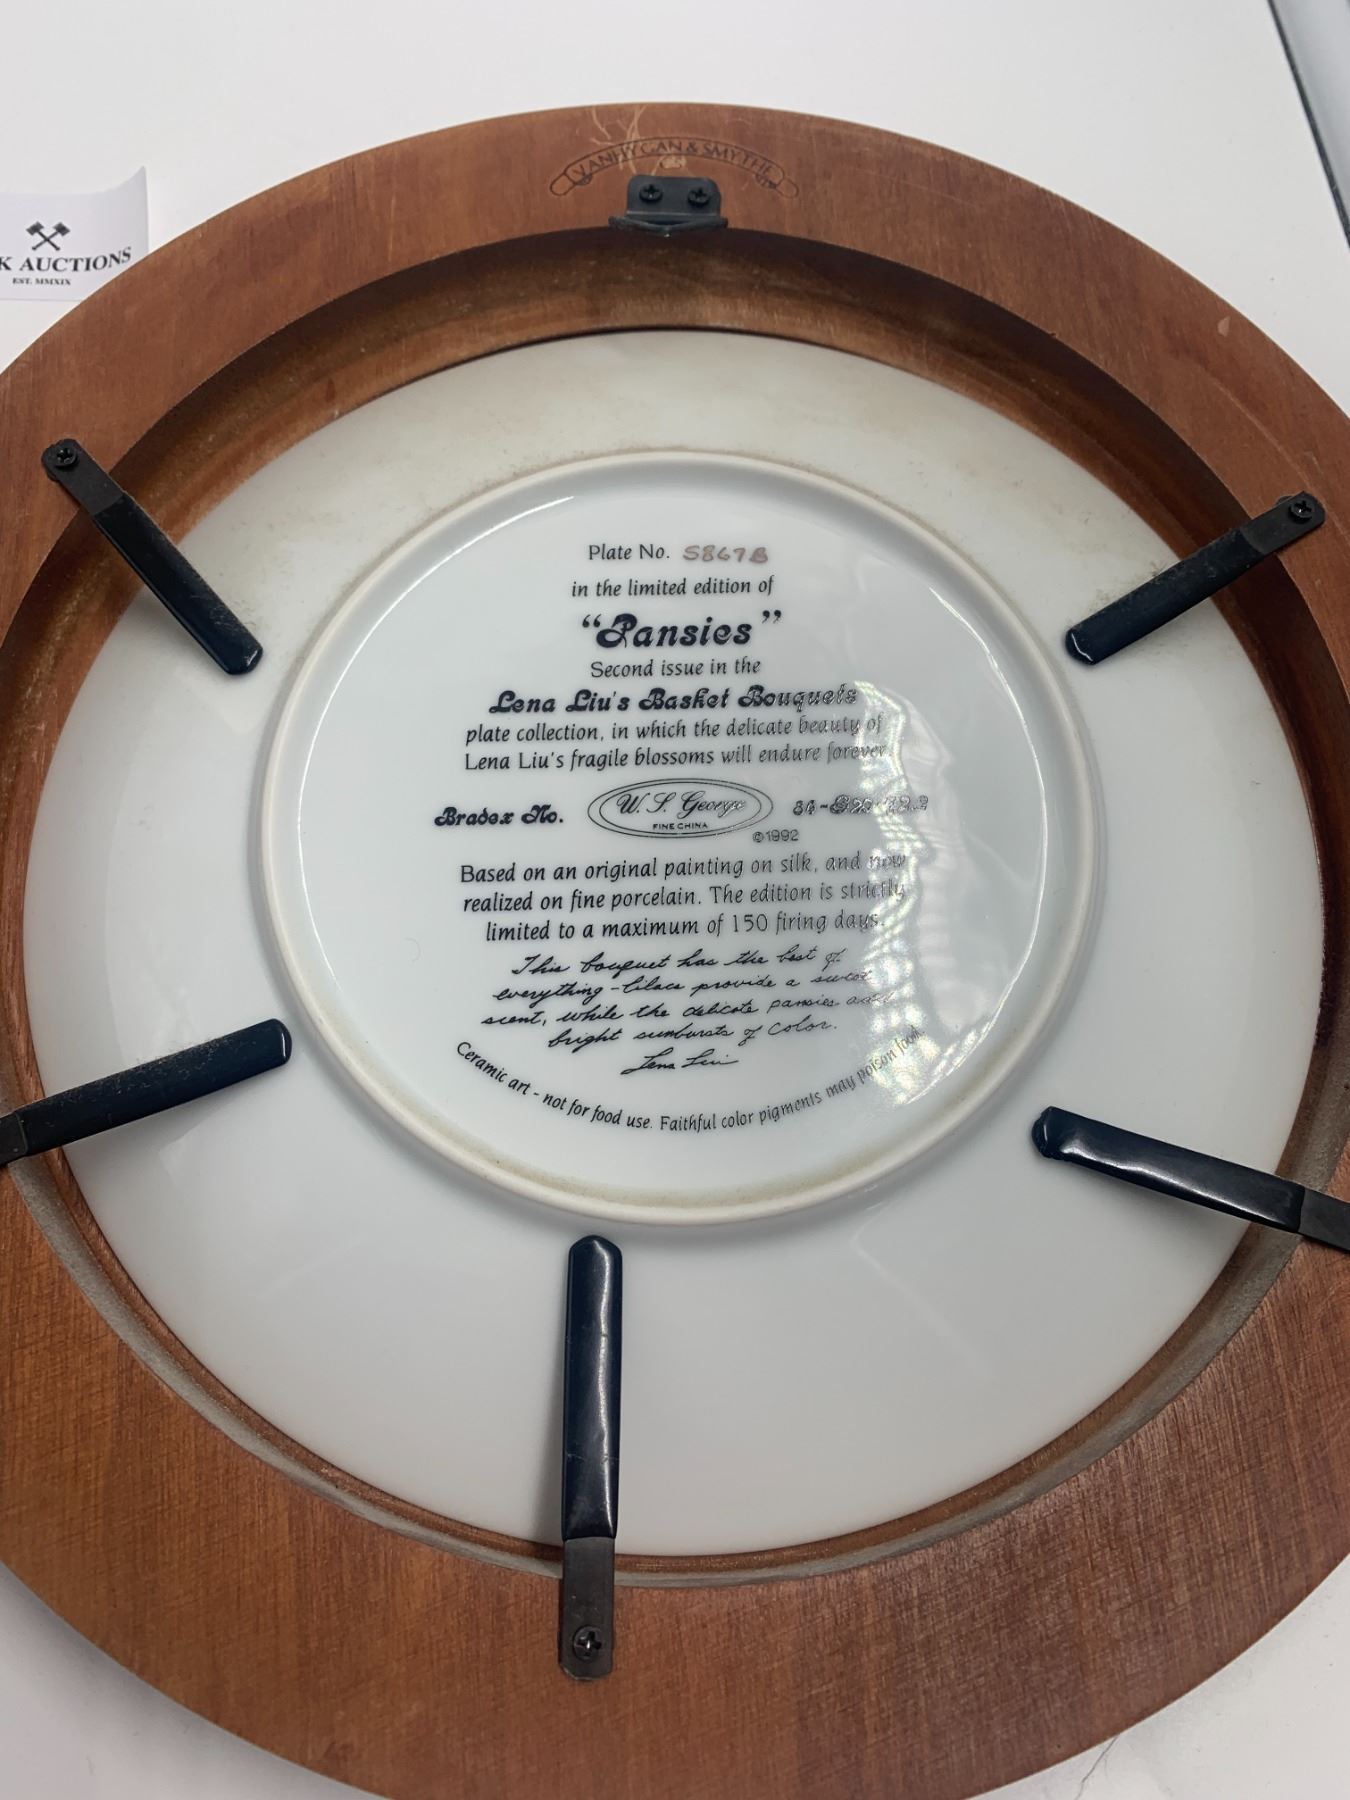 VANHYGAN & SMYTHE
K AUCTIONS
EST. MMXIX
Plate No. 5867B
in the limited edition of
“Pansies”
Second issue in the
Lena Liu's Basket Bouquets
plate collection, in which the delicate beauty of
Lena Liu's fragile blossoms will endure forever.
Bradex No. W. S. George
FINE CHINA
©1992
Based on an original painting on silk, and now
realized on fine porcelain. The edition is strictly
limited to a maximum of 150 firing days.
This bouquet has the best of
everything - lilacs provide a sweet
scent, while the delicate pansies add
bright sunbursts of color.
Lena Liu
Ceramic art - not for food use. Faithful color pigments may poison food.